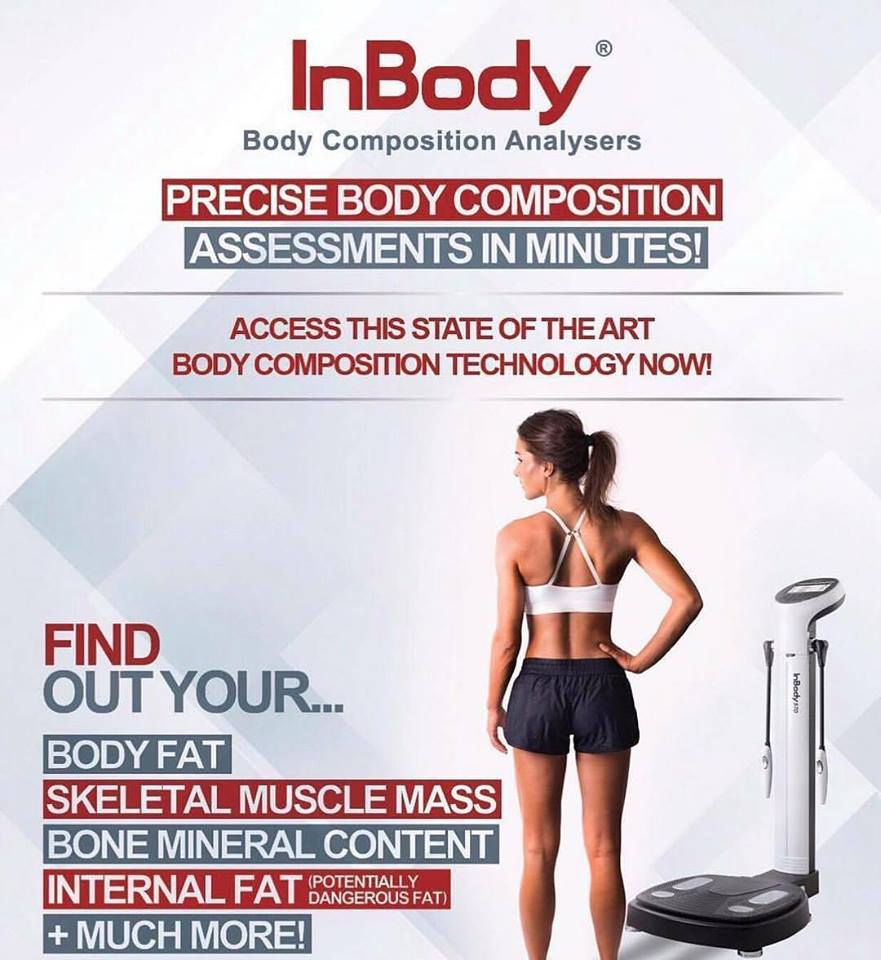 InBody®
Body Composition Analysers
PRECISE BODY COMPOSITION
ASSESSMENTS IN MINUTES!
ACCESS THIS STATE OF THE ART
BODY COMPOSITION TECHNOLOGY NOW!
FIND
OUT YOUR...
BODY FAT
SKELETAL MUSCLE MASS
BONE MINERAL CONTENT
INTERNAL FAT (POTENTIALLY
DANGEROUS FAT)
+ MUCH MORE!
InBody570